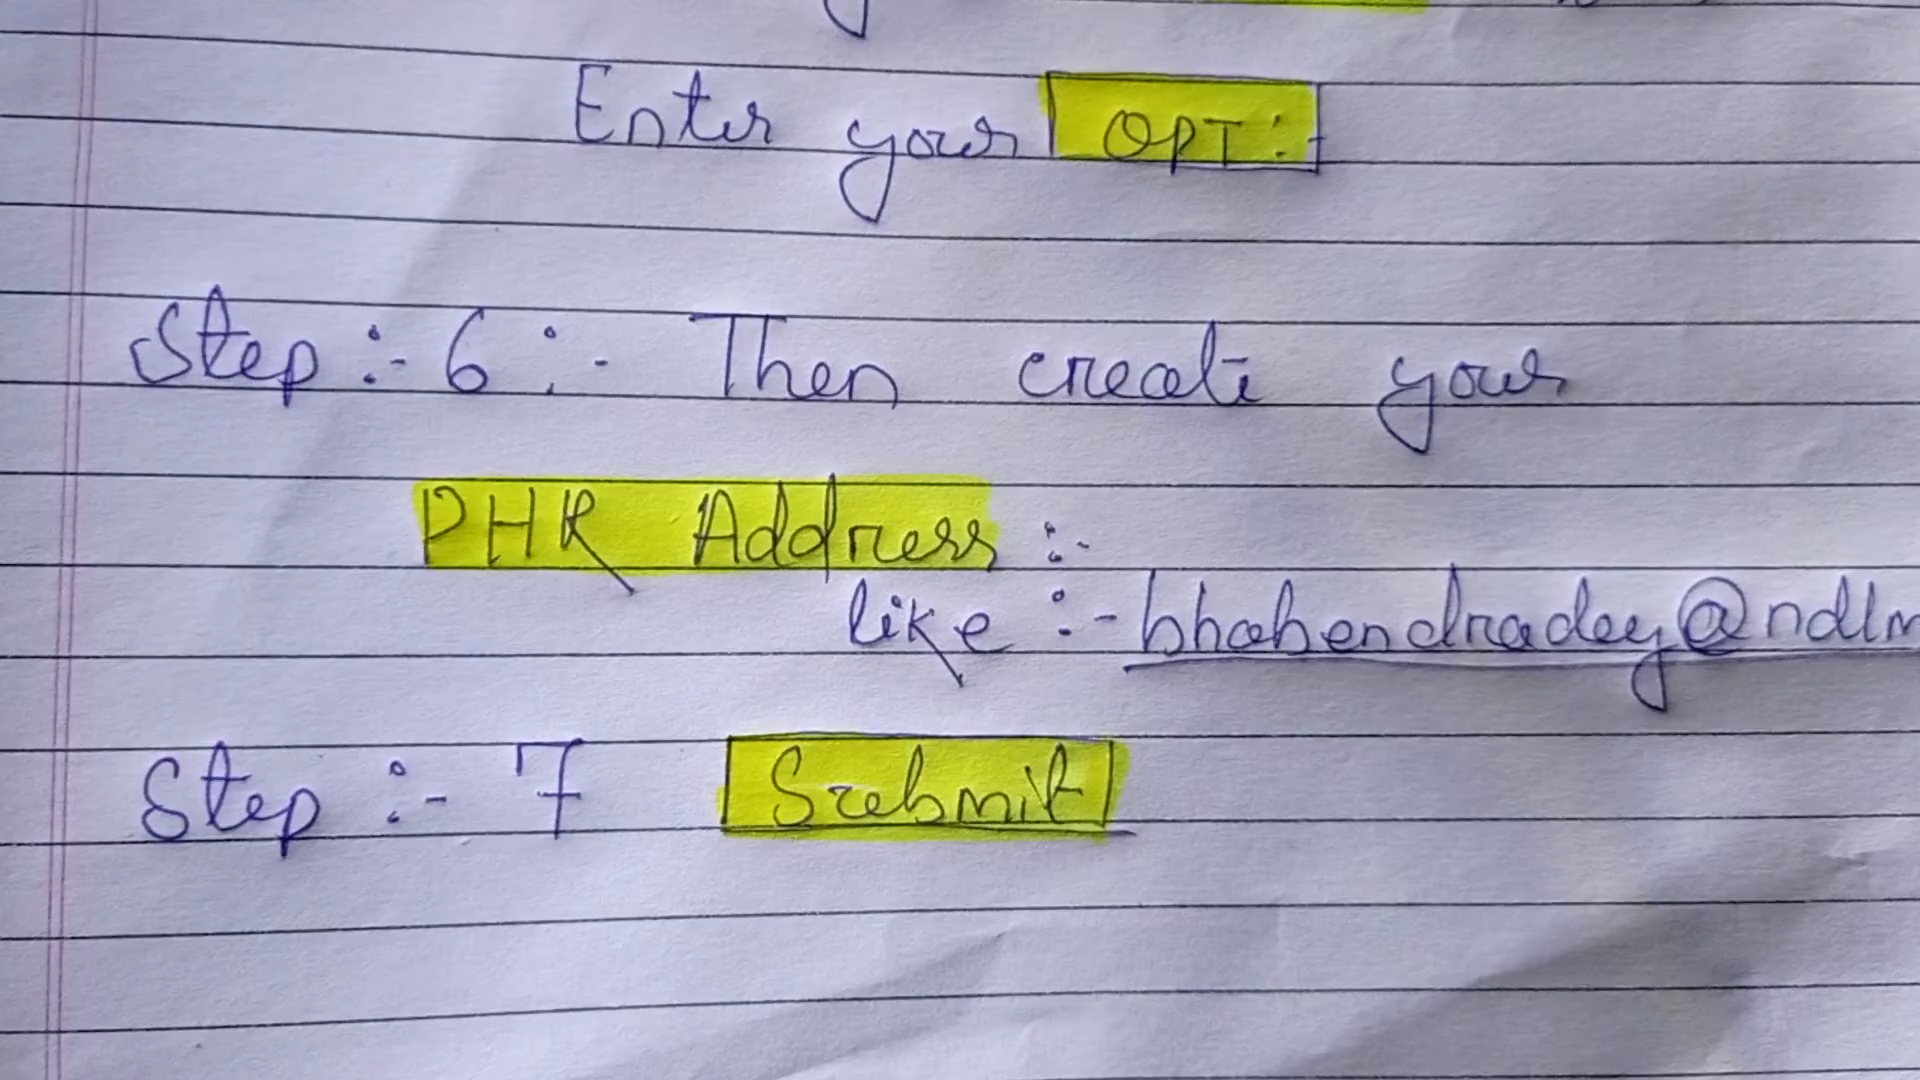 Enter your OPT:-
Step :- 6 :- Then create your
PHR Address :-
like :- bhabendradey@ndlm
Step :- 7 Submit